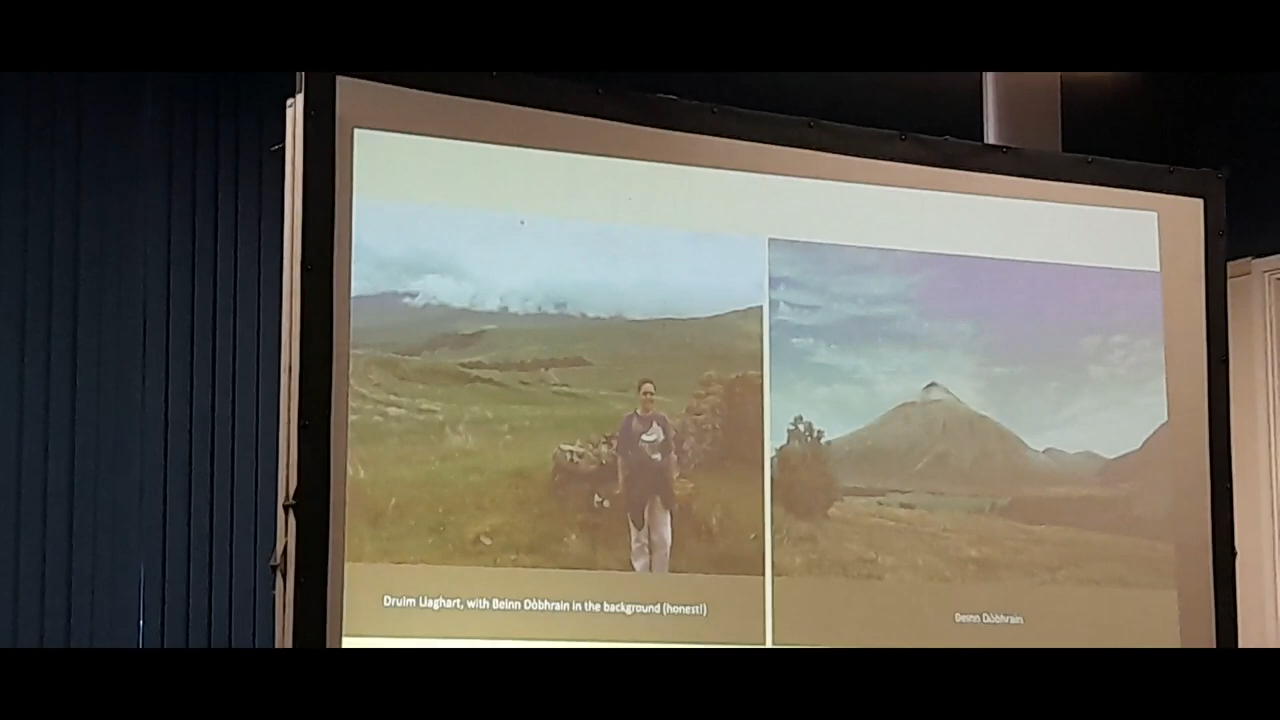 Druim Liaghart, with Beinn Dòbhrain in the background (honest!)
Beinn Dòbhrain